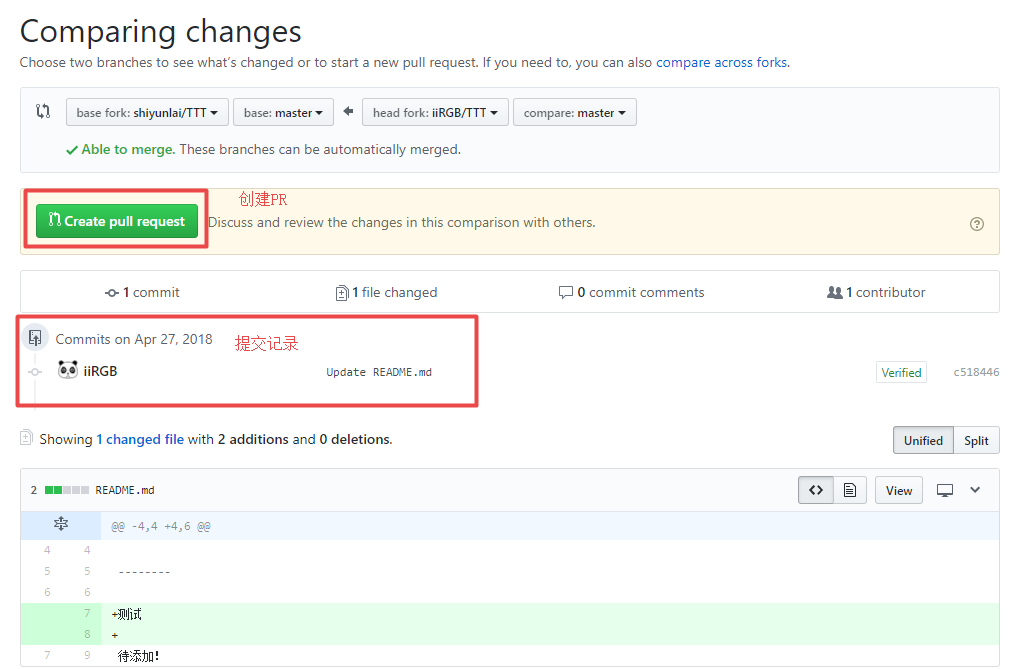 Comparing changes
Choose two branches to see what's changed or to start a new pull request. If you need to, you can also compare across forks.
base fork: shiyunlai/TTT base: master head fork: iiRGB/TTT compare: master
Able to merge. These branches can be automatically merged.
创建PR
Create pull request Discuss and review the changes in this comparison with others.
1 commit 1 file changed 0 commit comments 1 contributor
Commits on Apr 27, 2018 提交记录
iiRGB Update README.md Verified c518446
Showing 1 changed file with 2 additions and 0 deletions. Unified Split
2 README.md View
@@ -4,4 +4,6 @@
4 4
5 5 --------
6 6
7 +测试
8 +
7 9 待添加!